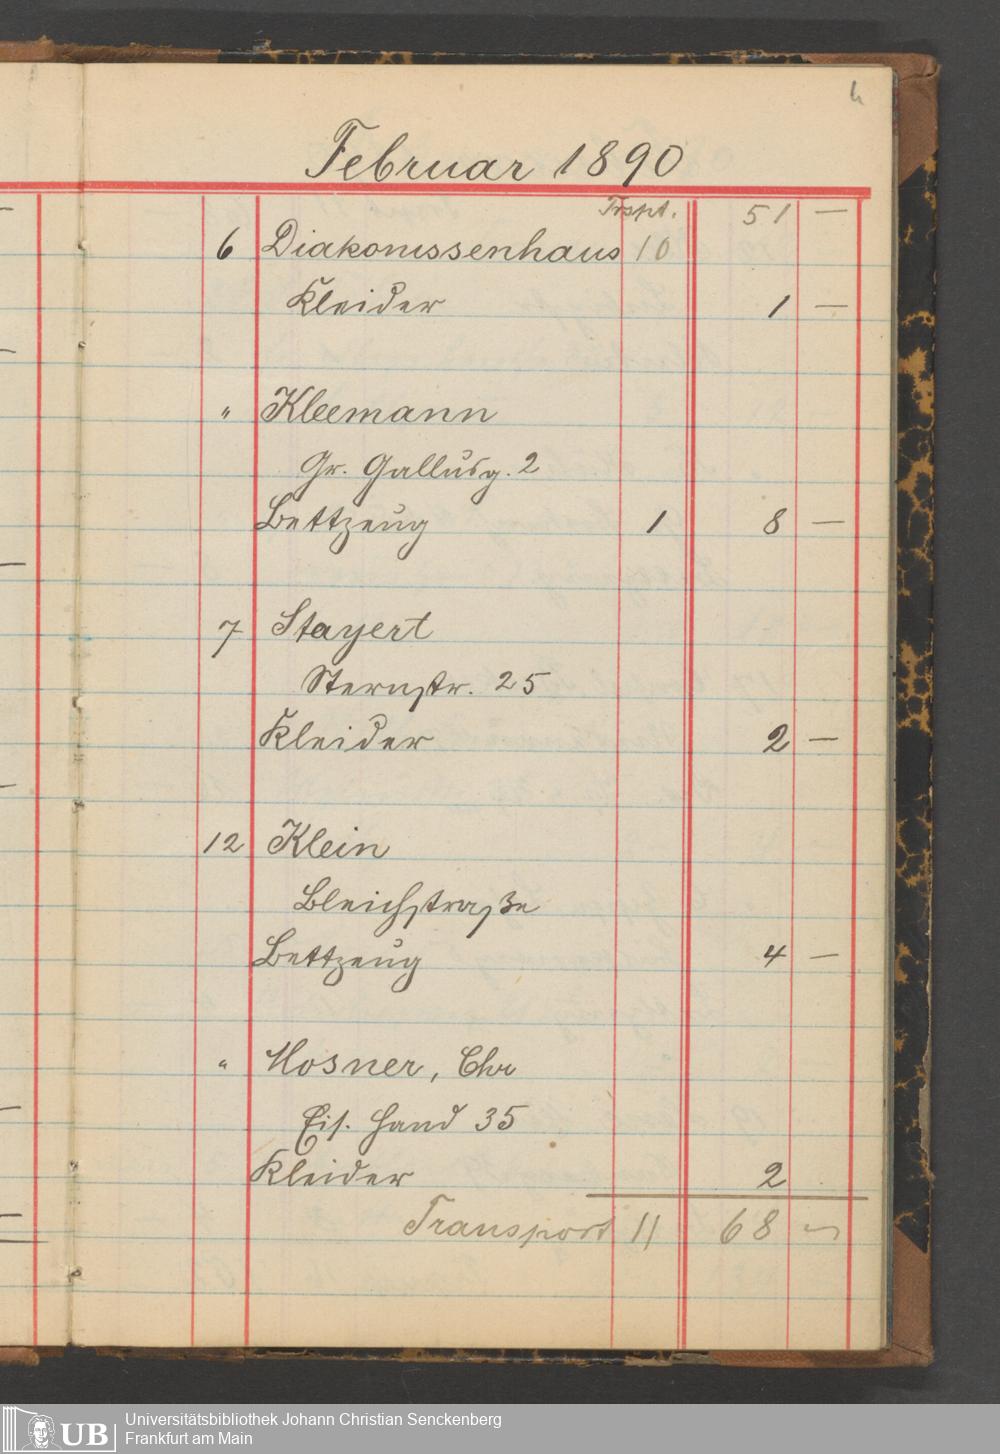 4
Februar 1890
Trspt. 51 —
6 Diakonissenhaus 10
Kleider 1 —
" Kleemann
Gr. Gallusg. 2
Bettzeug 1 8 —
7 Stayert
Sternstr. 25
Kleider 2 —
12 Klein
Bleichstraße
Bettzeug 4 —
" Mosner, Chr
Eis. Hand 35
Kleider 2
Transport 11 68 —
UB
Universitätsbibliothek Johann Christian Senckenberg
Frankfurt am Main